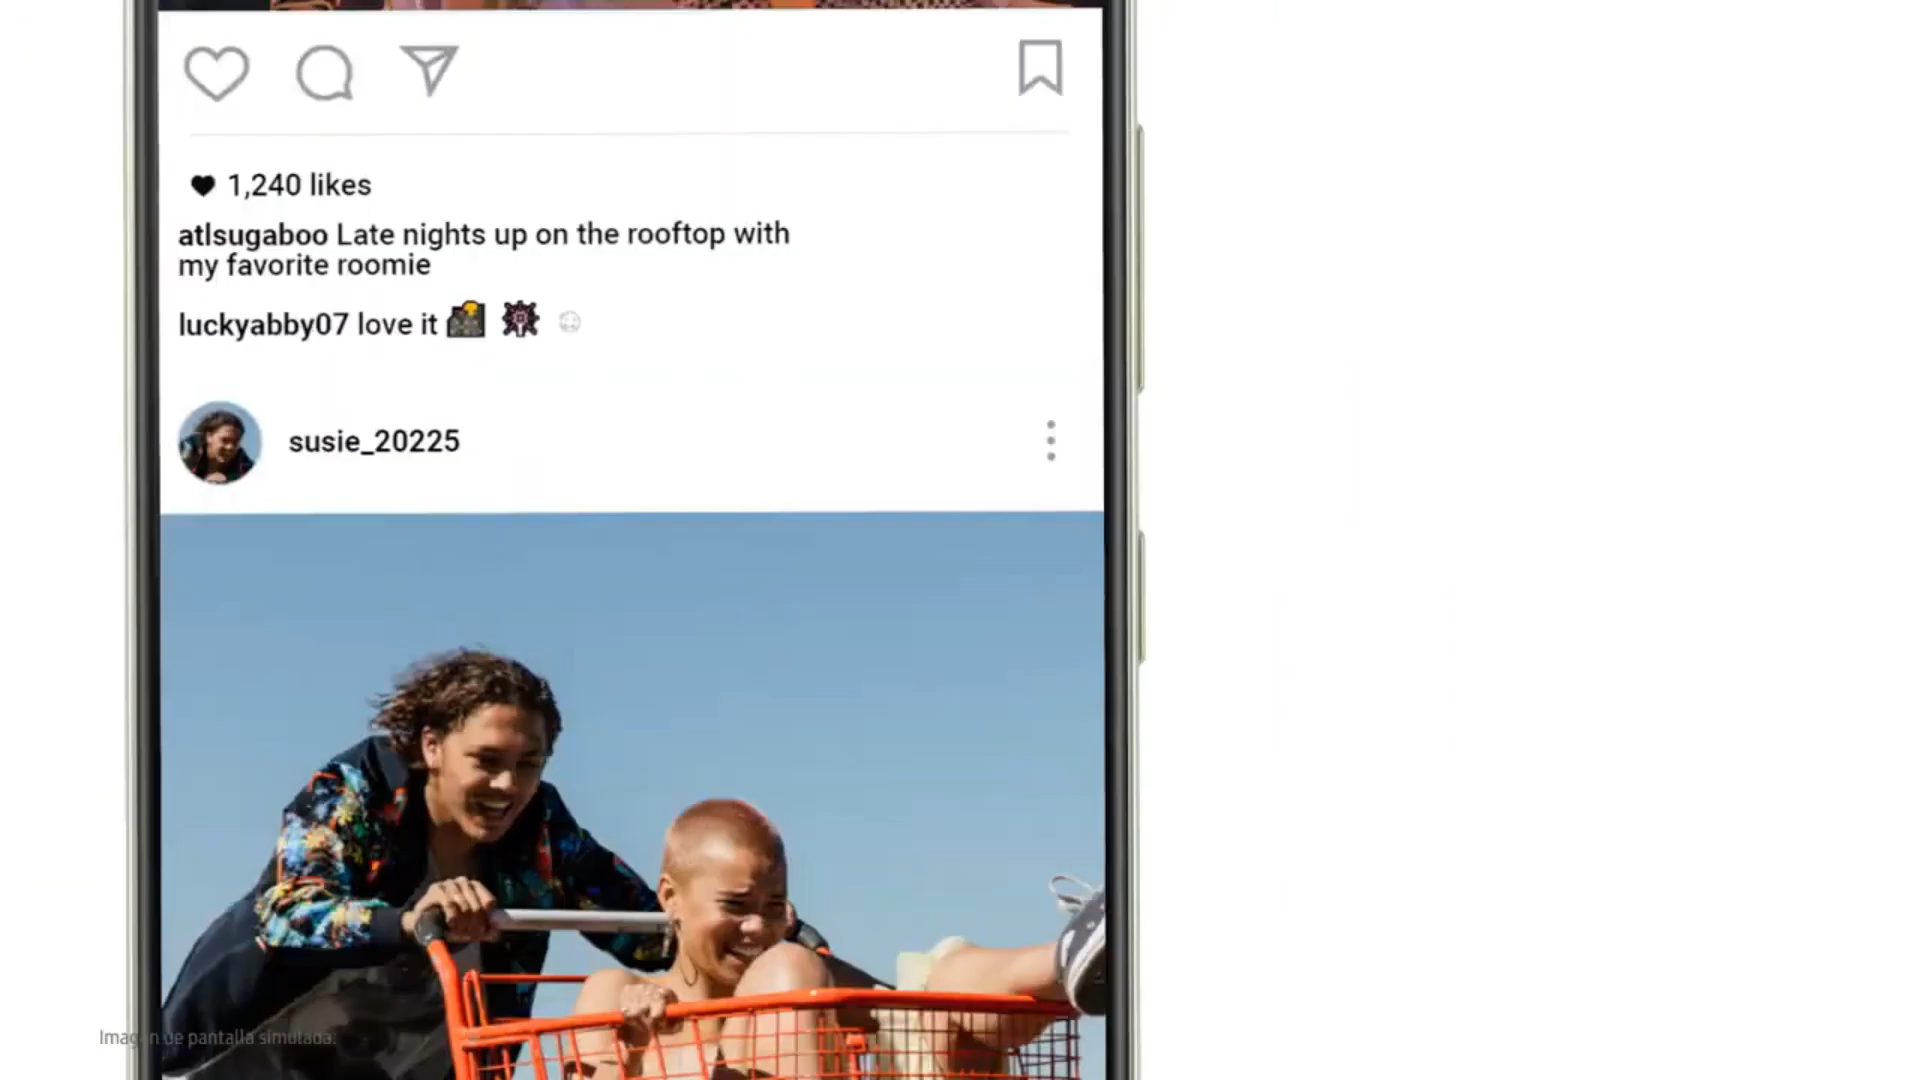 1,240 likes
atlsugaboo Late nights up on the rooftop with
my favorite roomie
luckyabby07 love it
susie_20225
Imagen de pantalla simulada.